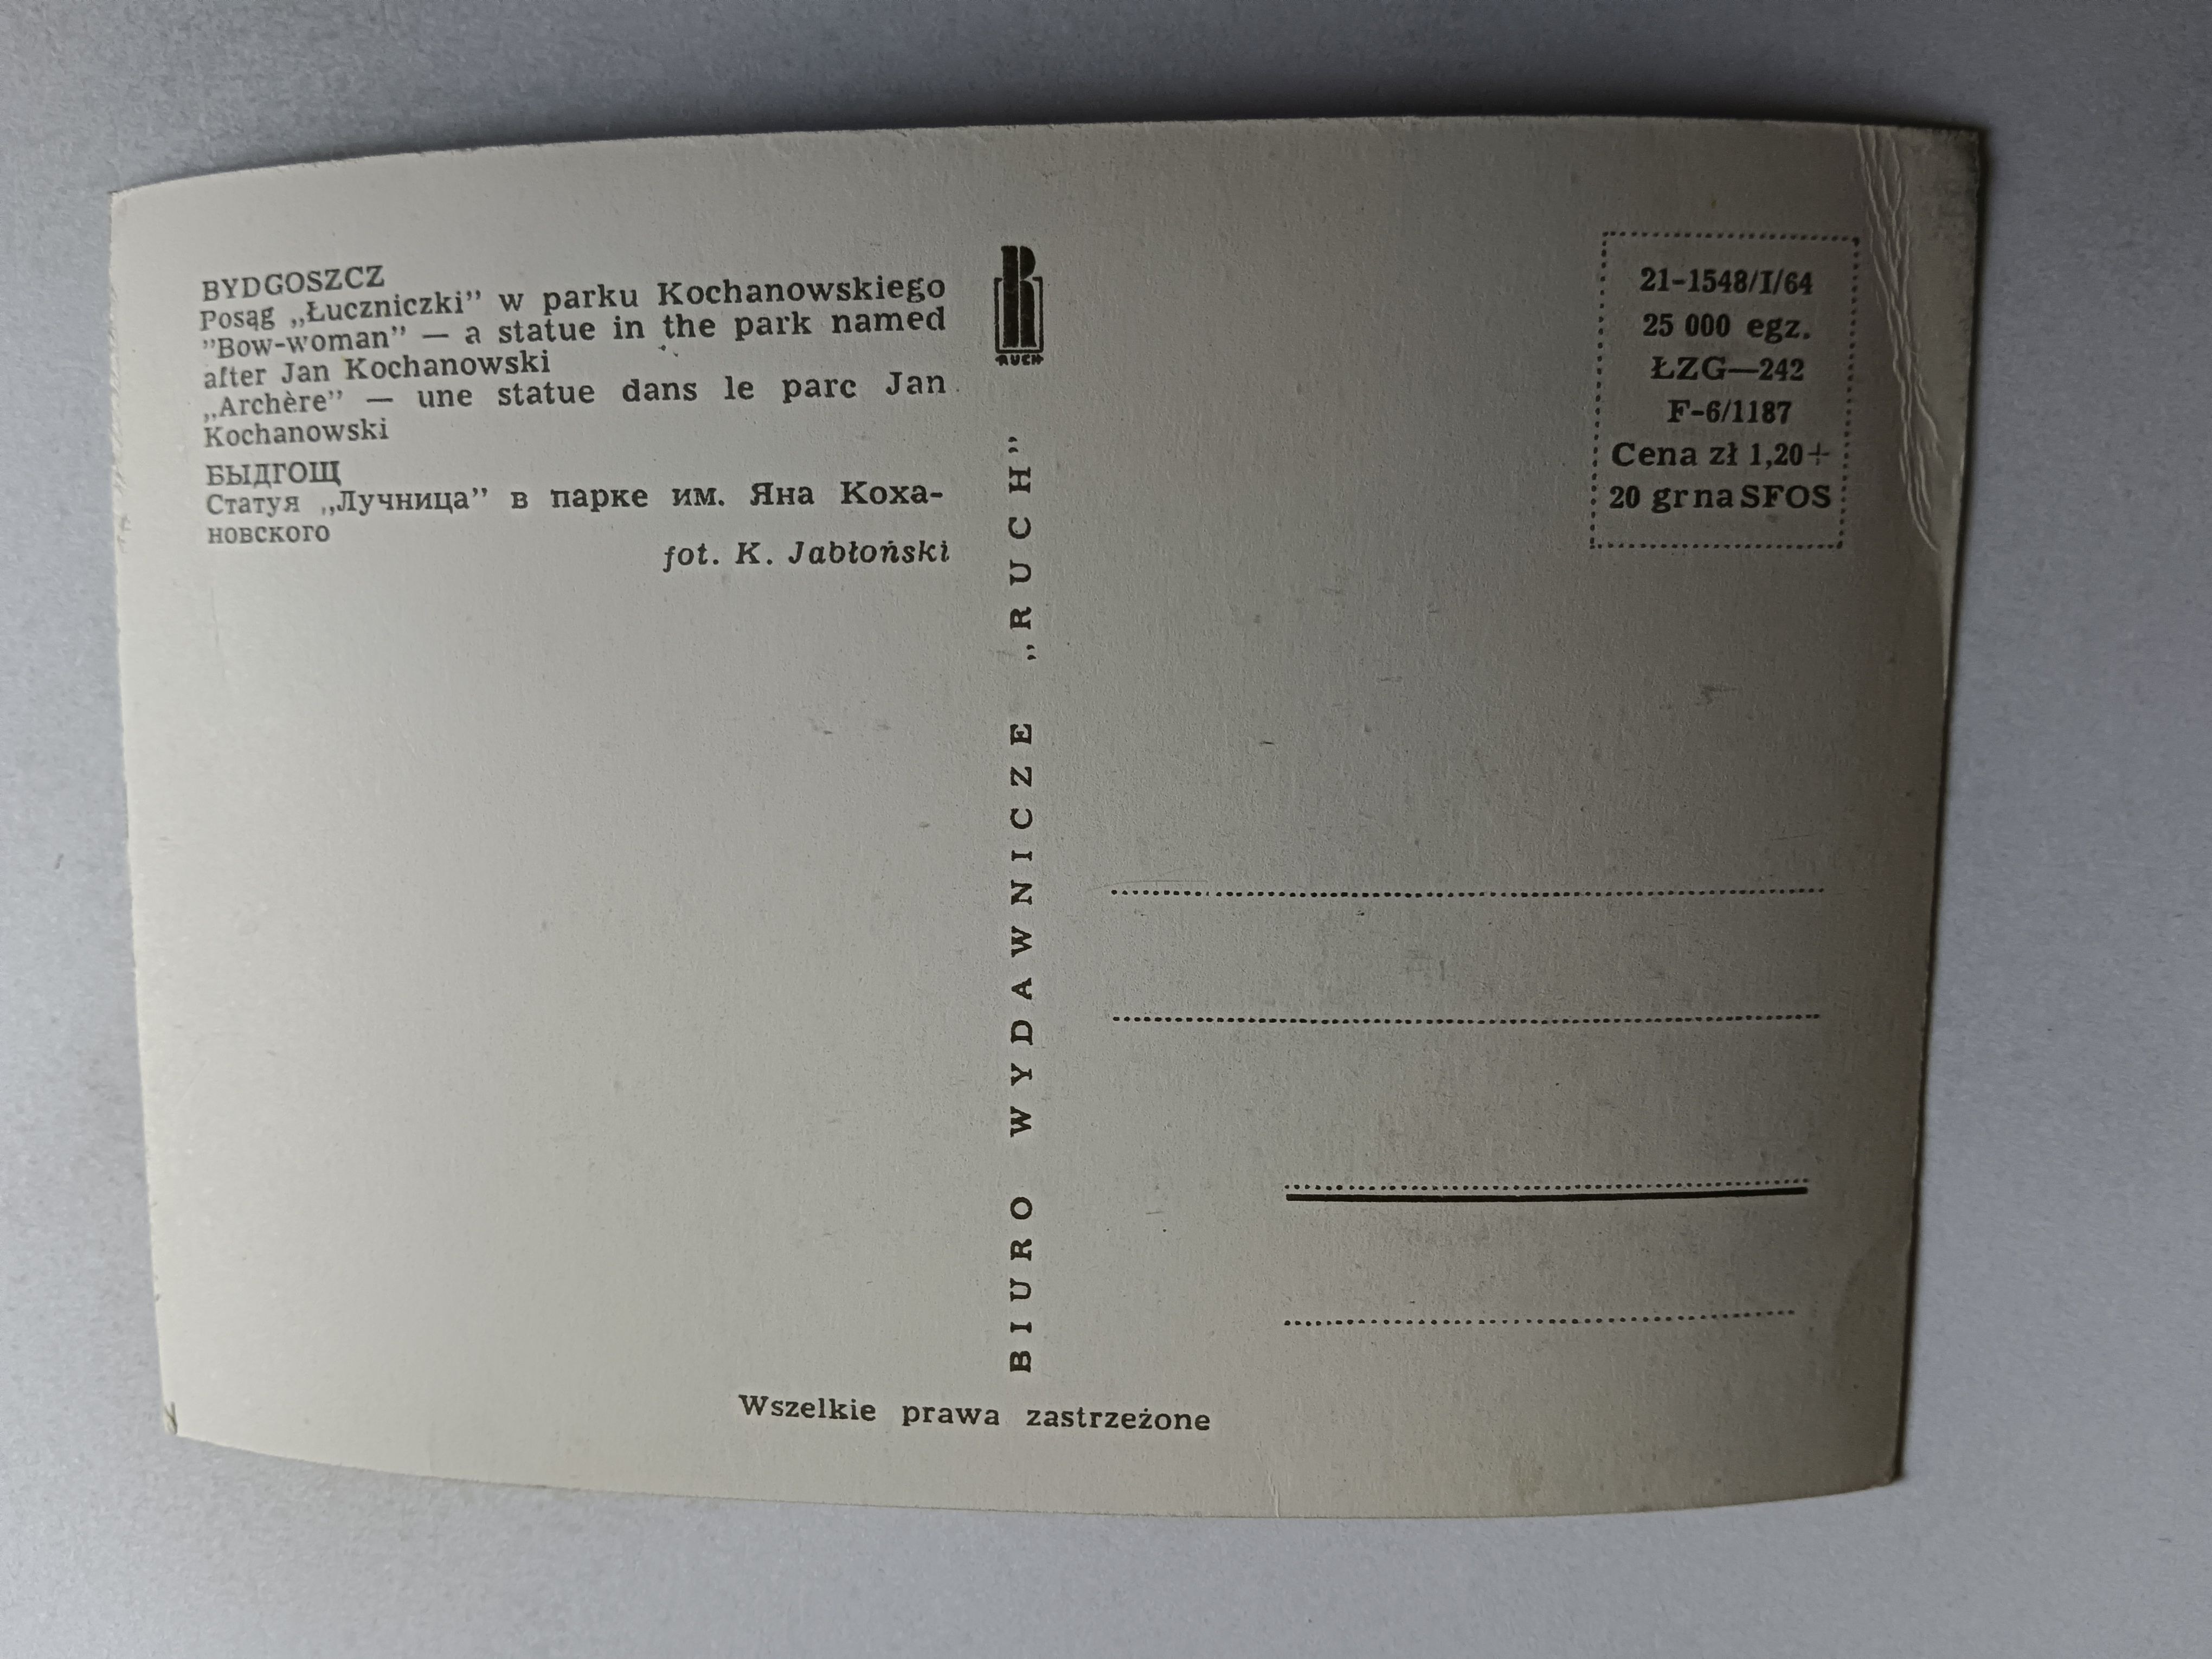 BYDGOSZCZ
Posąg „Łuczniczki” w parku Kochanowskiego
”Bow-woman” — a statue in the park named
after Jan Kochanowski
„Archère” — une statue dans le parc Jan
Kochanowski
БЫДГОЩ
Статуя „Лучница” в парке им. Яна Коха-
новского
fot. K. Jabłoński
RUCH
BIURO WYDAWNICZE „RUCH”
21-1548/I/64
25 000 egz.
ŁZG—242
F-6/1187
Cena zł 1,20+
20 gr na SFOS
Wszelkie prawa zastrzeżone